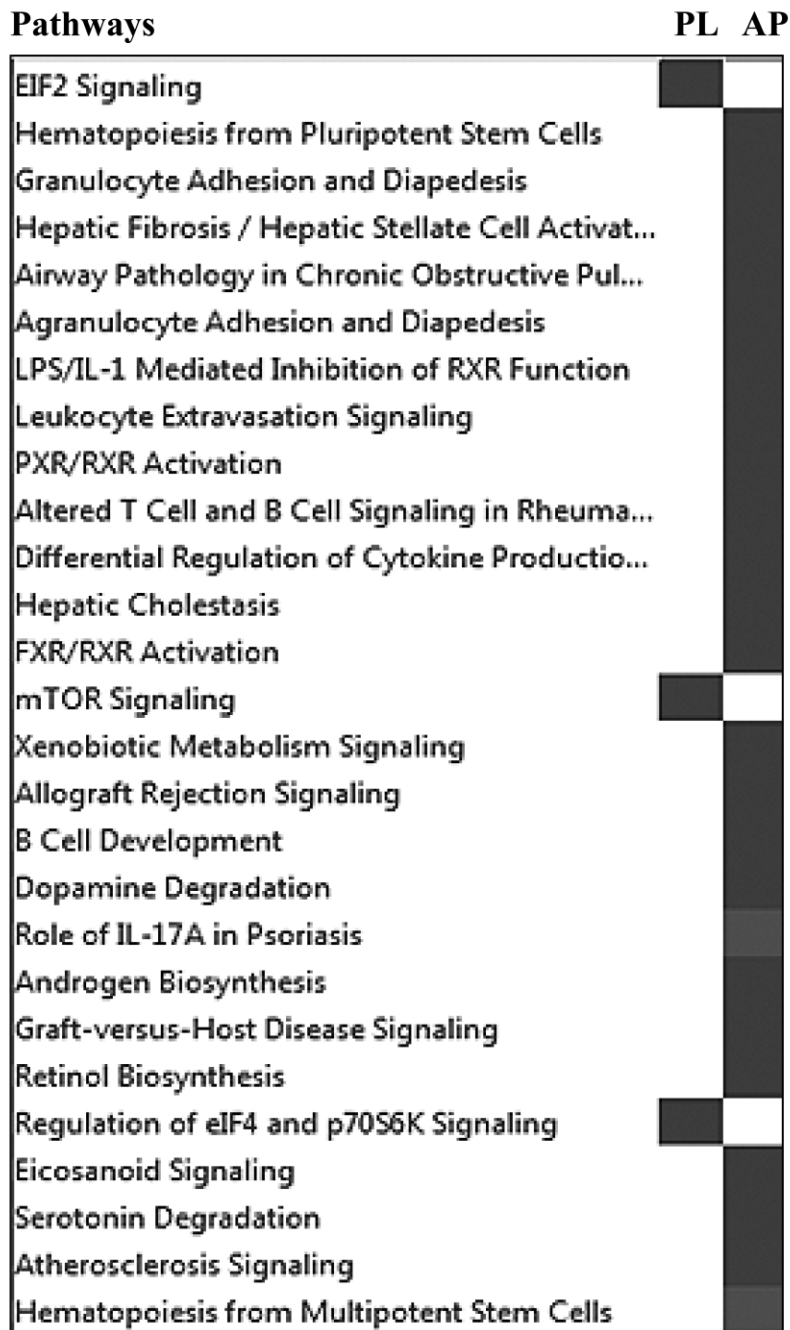 Pathways PL AP
EIF2 Signaling
Hematopoiesis from Pluripotent Stem Cells
Granulocyte Adhesion and Diapedesis
Hepatic Fibrosis / Hepatic Stellate Cell Activat...
Airway Pathology in Chronic Obstructive Pul...
Agranulocyte Adhesion and Diapedesis
LPS/IL-1 Mediated Inhibition of RXR Function
Leukocyte Extravasation Signaling
PXR/RXR Activation
Altered T Cell and B Cell Signaling in Rheuma...
Differential Regulation of Cytokine Productio...
Hepatic Cholestasis
FXR/RXR Activation
mTOR Signaling
Xenobiotic Metabolism Signaling
Allograft Rejection Signaling
B Cell Development
Dopamine Degradation
Role of IL-17A in Psoriasis
Androgen Biosynthesis
Graft-versus-Host Disease Signaling
Retinol Biosynthesis
Regulation of eIF4 and p70S6K Signaling
Eicosanoid Signaling
Serotonin Degradation
Atherosclerosis Signaling
Hematopoiesis from Multipotent Stem Cells